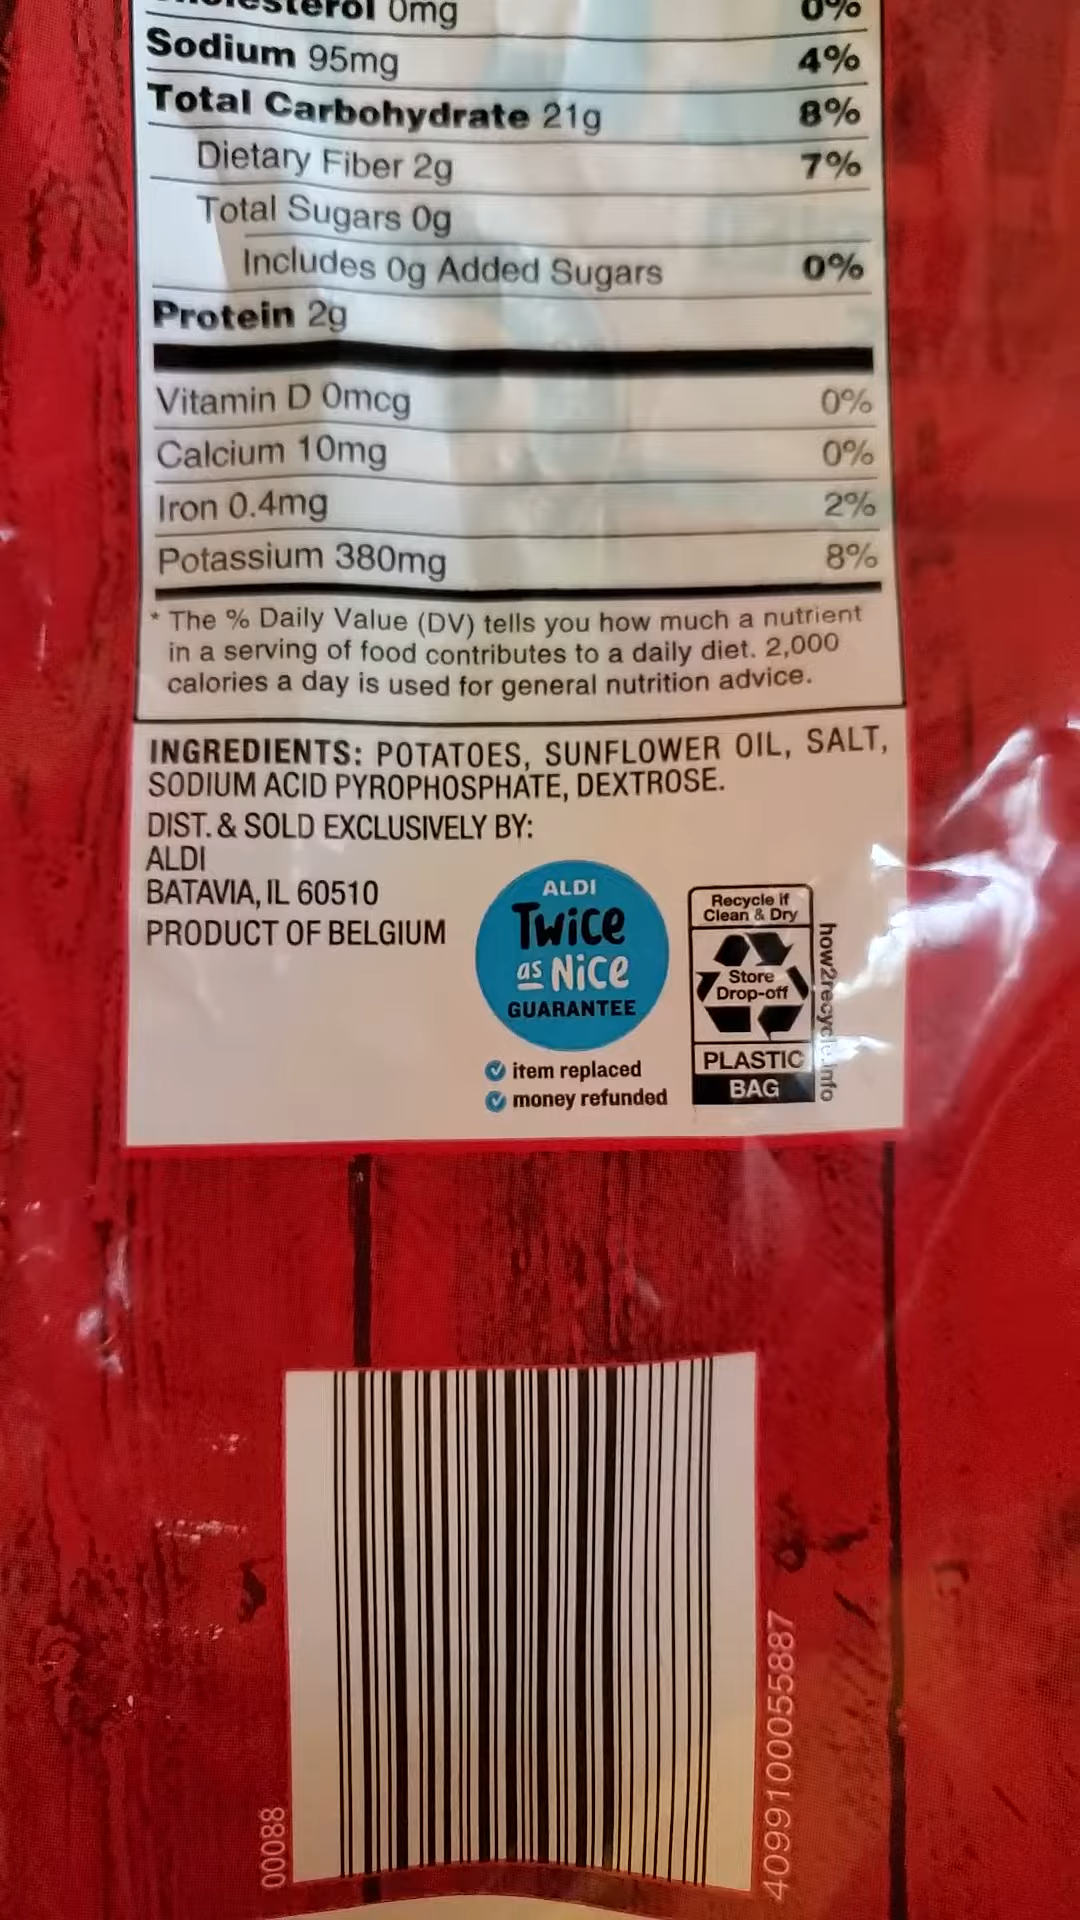 Cholesterol 0mg 0%
Sodium 95mg 4%
Total Carbohydrate 21g 8%
Dietary Fiber 2g 7%
Total Sugars 0g
Includes 0g Added Sugars 0%
Protein 2g
Vitamin D 0mcg 0%
Calcium 10mg 0%
Iron 0.4mg 2%
Potassium 380mg 8%
* The % Daily Value (DV) tells you how much a nutrient
in a serving of food contributes to a daily diet. 2,000
calories a day is used for general nutrition advice.
INGREDIENTS: POTATOES, SUNFLOWER OIL, SALT,
SODIUM ACID PYROPHOSPHATE, DEXTROSE.
DIST. & SOLD EXCLUSIVELY BY:
ALDI
BATAVIA, IL 60510
PRODUCT OF BELGIUM
ALDI
Twice
as Nice
GUARANTEE
item replaced
money refunded
Recycle if
Clean & Dry
Store
Drop-off
PLASTIC
BAG
how2recycle.info
00088
4099100055887